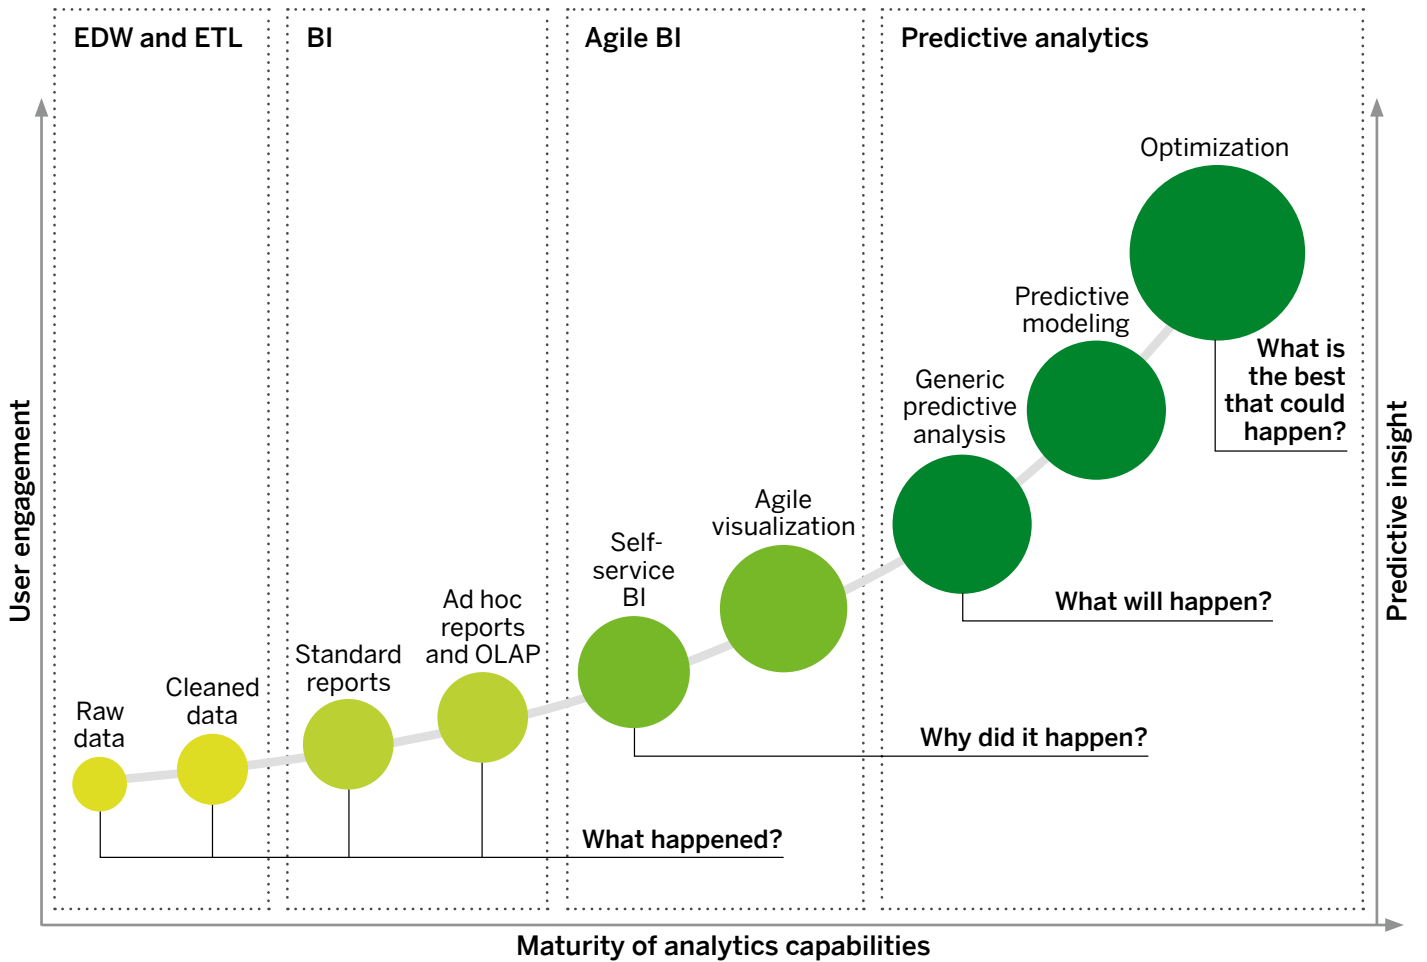 EDW and ETL
BI
Agile BI
Predictive analytics
Optimization
Predictive
modeling
What is
the best
that could
happen?
Generic
predictive
analysis
Agile
visualization
Self-
service
BI
What will happen?
Ad hoc
reports
and OLAP
Standard
reports
Cleaned
data
Raw
data
Why did it happen?
What happened?
User engagement
Predictive insight
Maturity of analytics capabilities